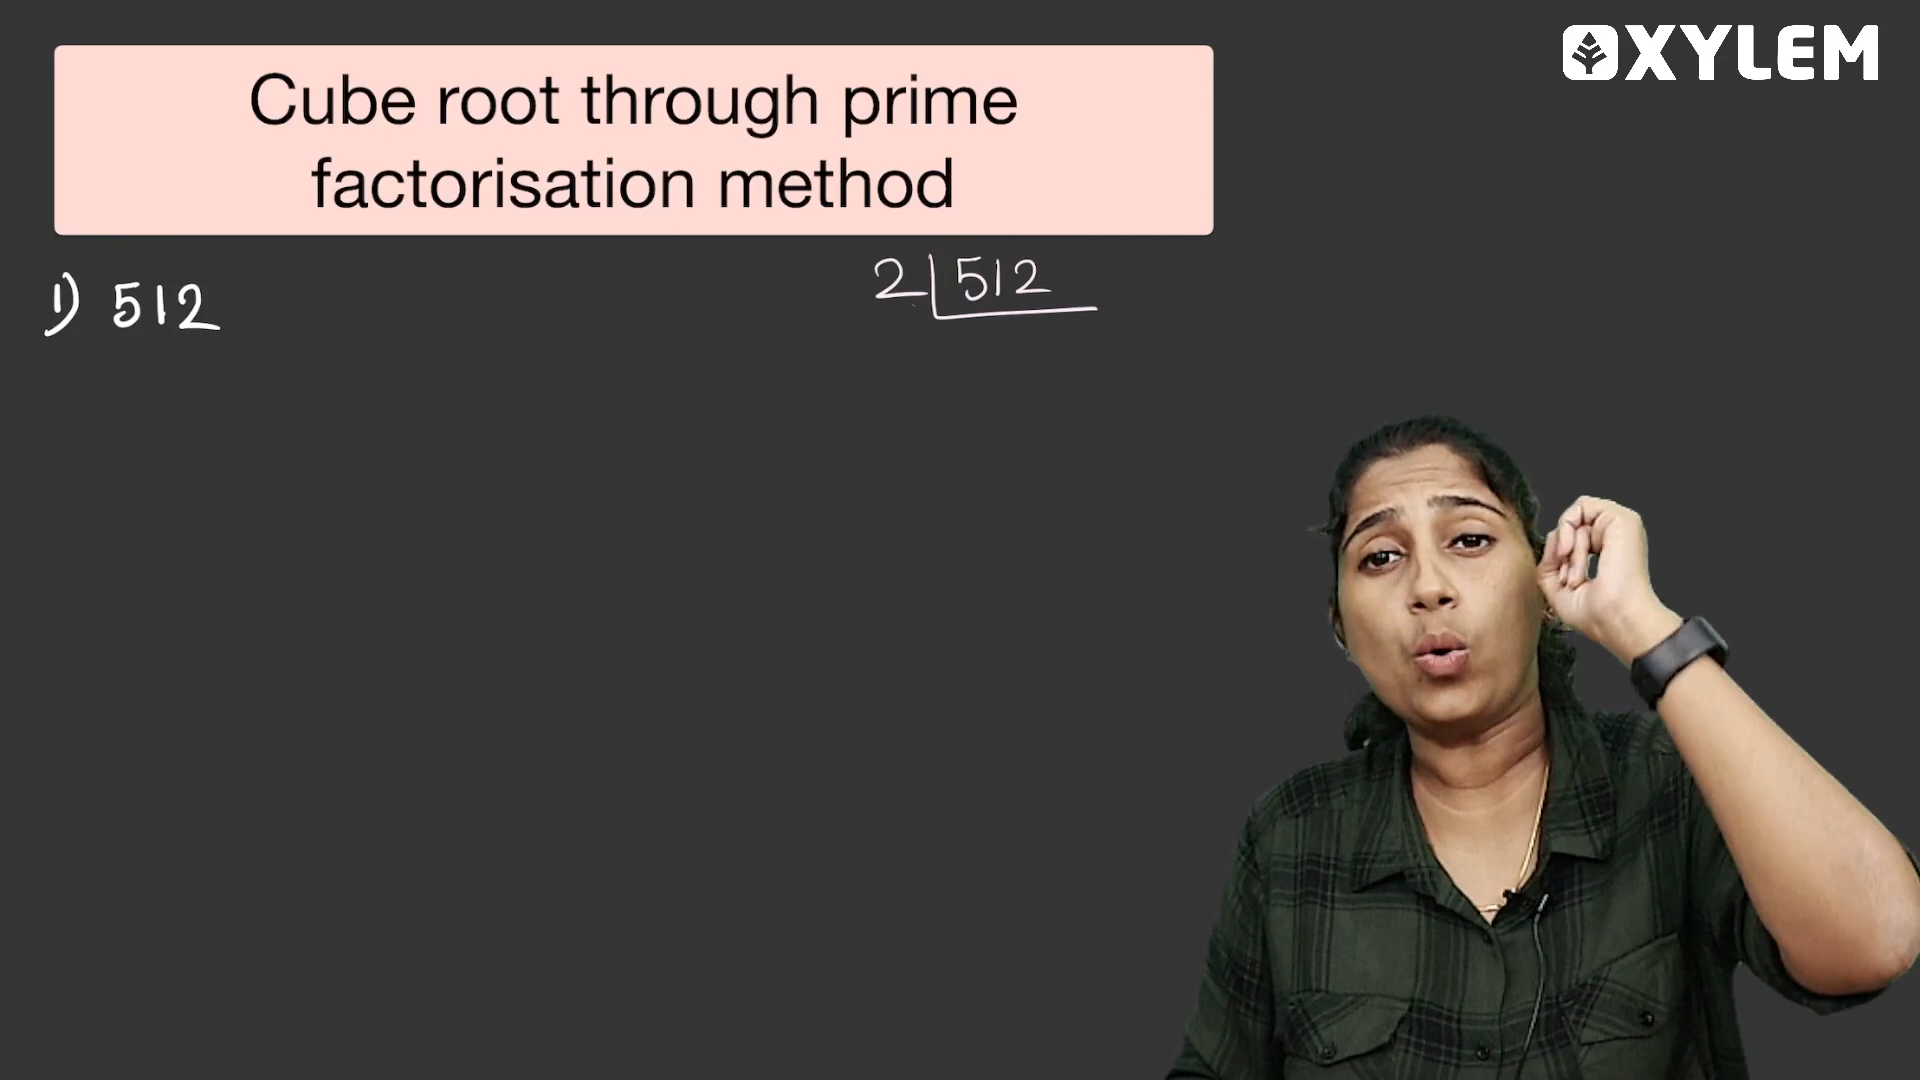 XYLEM
Cube root through prime
factorisation method
1) 512
2 | 512